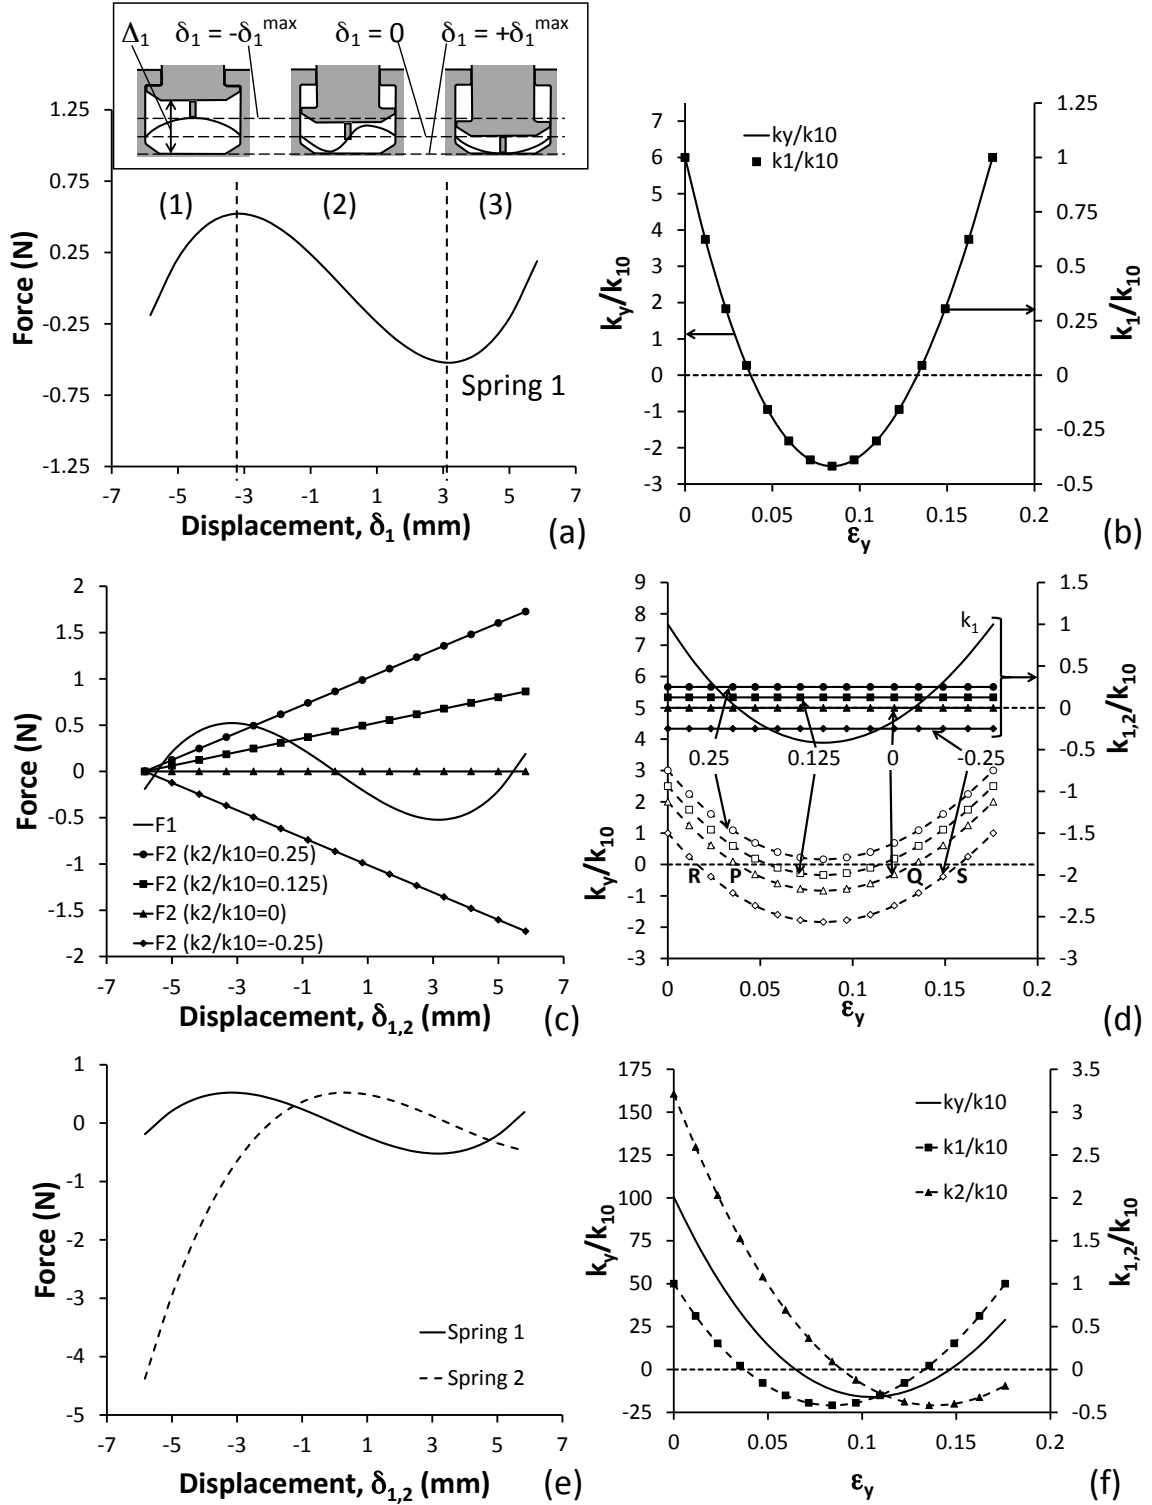 Δ1 δ1 = -δ1max δ1 = 0 δ1 = +δ1max
(1) (2) (3)
1.25
0.75
0.25
-0.25
-0.75
-1.25
Force (N)
Spring 1
-7 -5 -3 -1 1 3 5 7
Displacement, δ1 (mm)
(a)
ky/k10
k1/k10
7
6
5
4
3
2
1
0
-1
-2
-3
ky/k10
1.25
1
0.75
0.5
0.25
0
-0.25
-0.5
k1/k10
0 0.05 0.1 0.15 0.2
εy
(b)
2
1.5
1
0.5
0
-0.5
-1
-1.5
-2
Force (N)
F1
F2 (k2/k10=0.25)
F2 (k2/k10=0.125)
F2 (k2/k10=0)
F2 (k2/k10=-0.25)
-7 -5 -3 -1 1 3 5 7
Displacement, δ1,2 (mm)
(c)
9
8
7
6
5
4
3
2
1
0
-1
-2
-3
ky/k10
k1
0.25 0.125 0 -0.25
R P Q S
1.5
1
0.5
0
-0.5
-1
-1.5
-2
-2.5
-3
k1,2/k10
0 0.05 0.1 0.15 0.2
εy
(d)
1
0
-1
-2
-3
-4
-5
Force (N)
Spring 1
Spring 2
-7 -5 -3 -1 1 3 5 7
Displacement, δ1,2 (mm)
(e)
175
150
125
100
75
50
25
0
-25
ky/k10
ky/k10
k1/k10
k2/k10
3.5
3
2.5
2
1.5
1
0.5
0
-0.5
k1,2/k10
0 0.05 0.1 0.15 0.2
εy
(f)